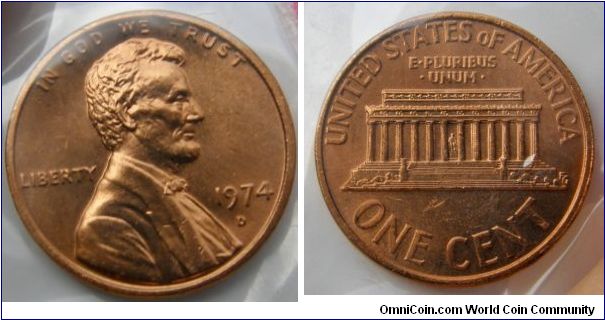 IN GOD WE TRUST
LIBERTY
1974
D
UNITED STATES OF AMERICA
E·PLURIBUS
·UNUM·
ONE CENT
OmniCoin.com World Coin Community